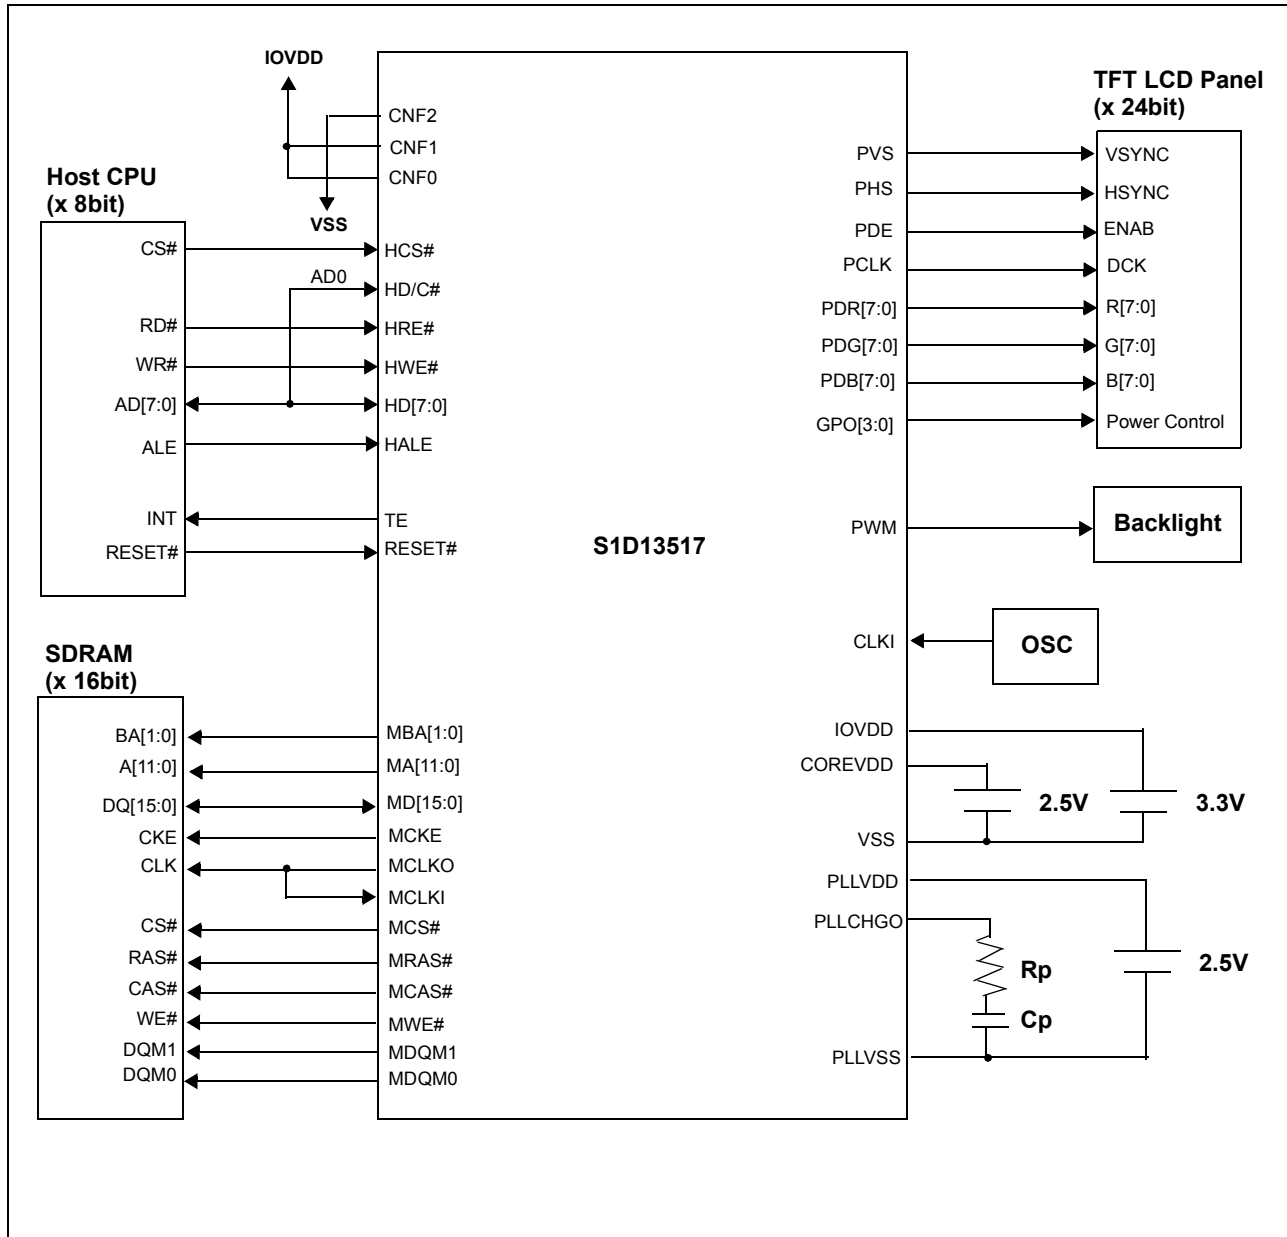 IOVDD
CNF2
CNF1
CNF0
VSS
Host CPU
(x 8bit)
CS#
RD#
WR#
AD[7:0]
ALE
INT
RESET#
AD0
HCS#
HD/C#
HRE#
HWE#
HD[7:0]
HALE
TE
RESET#
SDRAM
(x 16bit)
BA[1:0]
A[11:0]
DQ[15:0]
CKE
CLK
CS#
RAS#
CAS#
WE#
DQM1
DQM0
MBA[1:0]
MA[11:0]
MD[15:0]
MCKE
MCLKO
MCLKI
MCS#
MRAS#
MCAS#
MWE#
MDQM1
MDQM0
S1D13517
PVS
PHS
PDE
PCLK
PDR[7:0]
PDG[7:0]
PDB[7:0]
GPO[3:0]
PWM
CLKI
IOVDD
COREVDD
VSS
PLLVDD
PLLCHGO
PLLVSS
TFT LCD Panel
(x 24bit)
VSYNC
HSYNC
ENAB
DCK
R[7:0]
G[7:0]
B[7:0]
Power Control
Backlight
OSC
2.5V
3.3V
Rp
Cp
2.5V